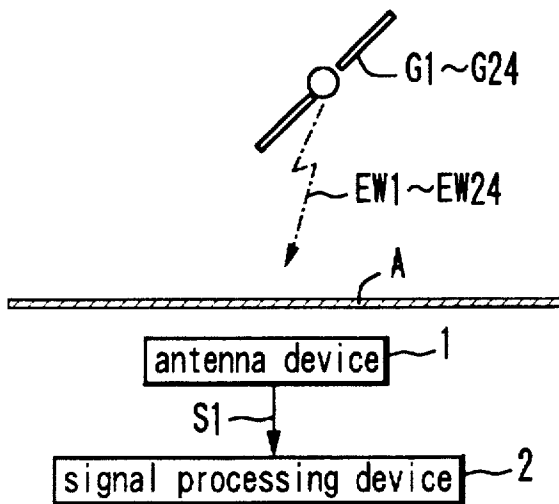 G1~G24
EW1~EW24
A
1
antenna device
S1
2
signal processing device